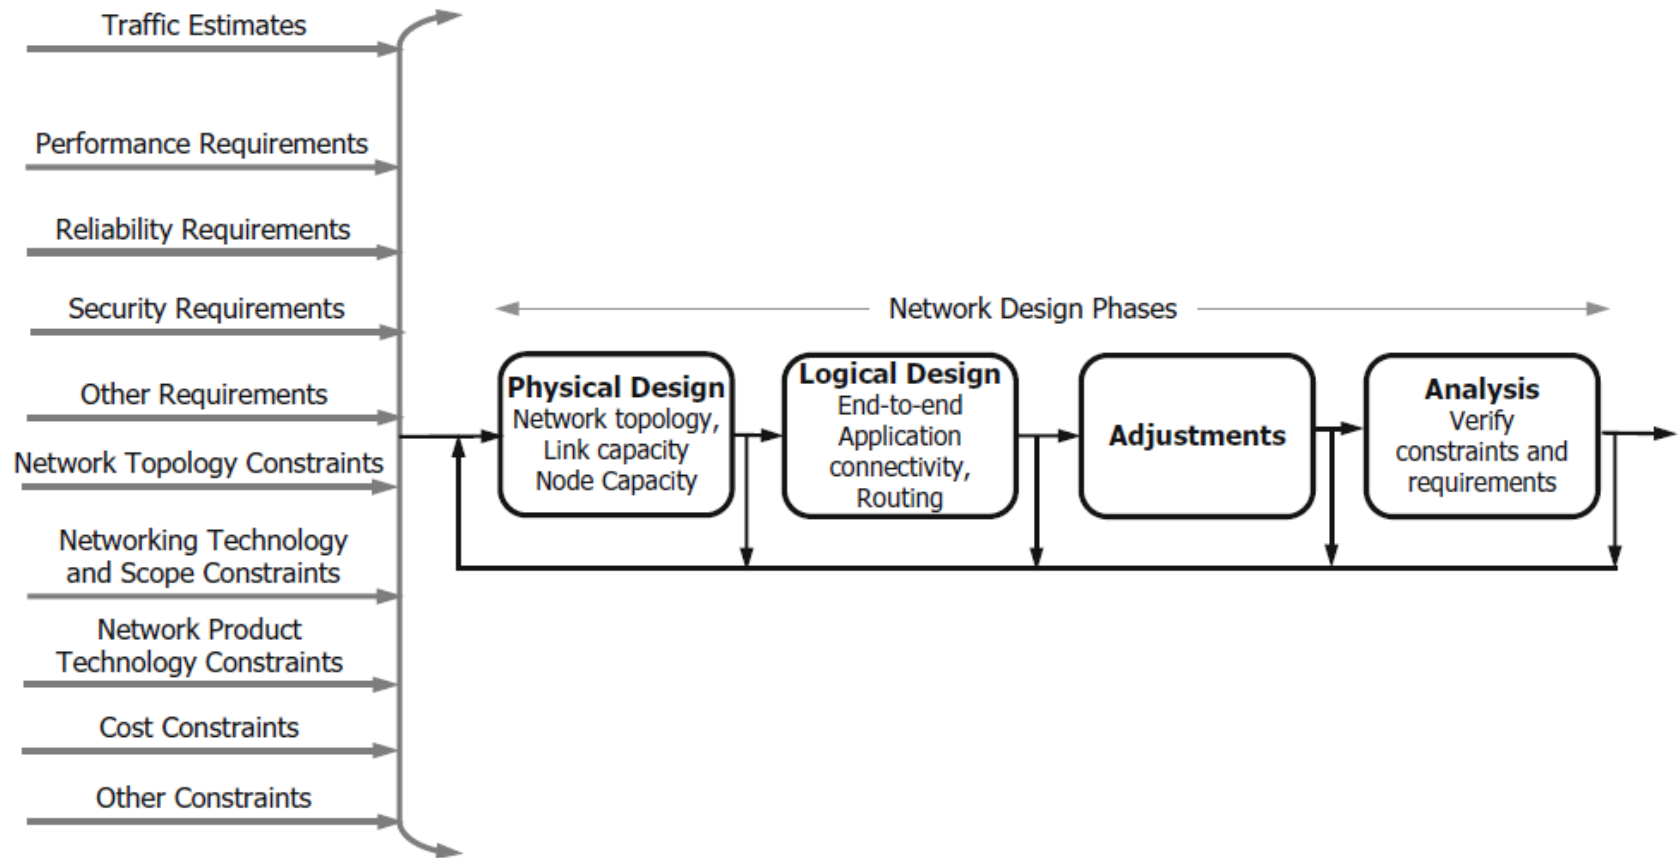 Traffic Estimates
Performance Requirements
Reliability Requirements
Security Requirements
Other Requirements
Network Topology Constraints
Networking Technology
and Scope Constraints
Network Product
Technology Constraints
Cost Constraints
Other Constraints
Network Design Phases
Physical Design
Network topology,
Link capacity
Node Capacity
Logical Design
End-to-end
Application
connectivity,
Routing
Adjustments
Analysis
Verify
constraints and
requirements